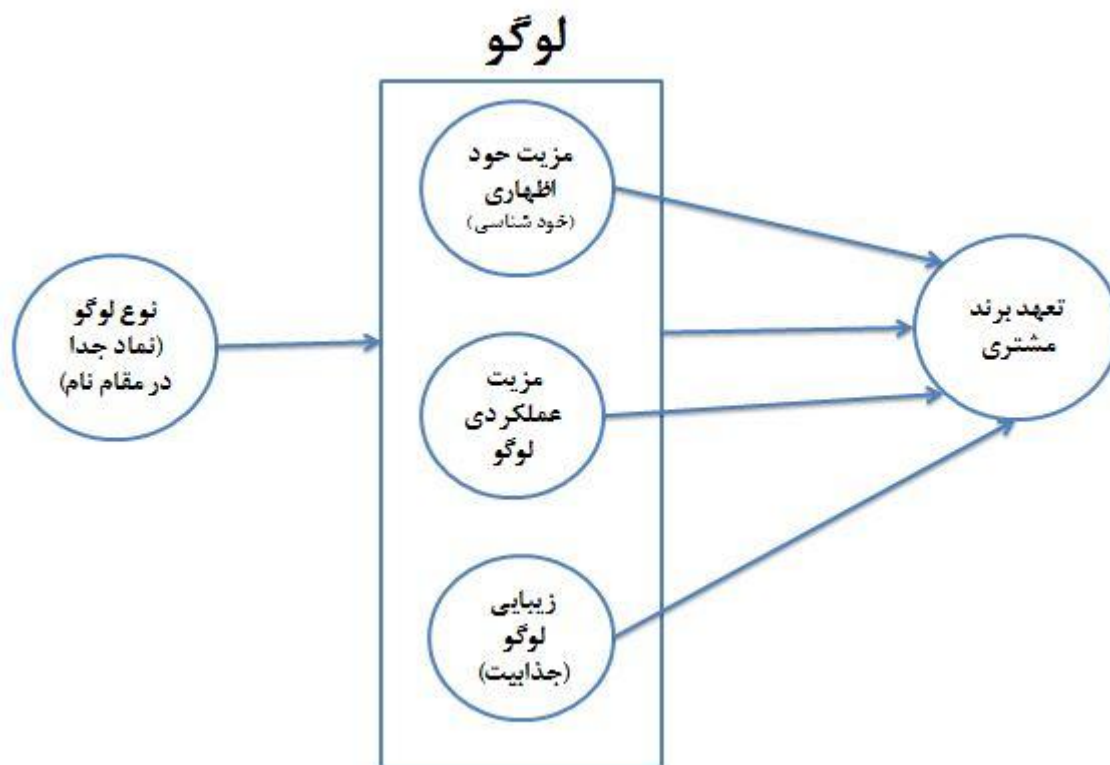 لوگو
مزیت حود
اظهاری
(خود شناسی)
تعهد برند
مشتری
نوع لوگو
(نماد جدا
در مقام نام)
مزیت
عملکردی
لوگو
زیبایی
لوگو
(جذابیت)